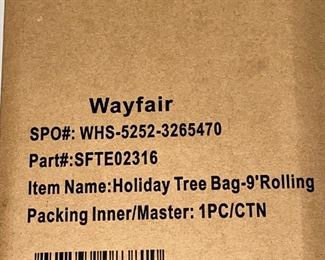 Wayfair
SPO#: WHS-5252-3265470
Part#:SFTE02316
Item Name:Holiday Tree Bag-9'Rolling
Packing Inner/Master: 1PC/CTN